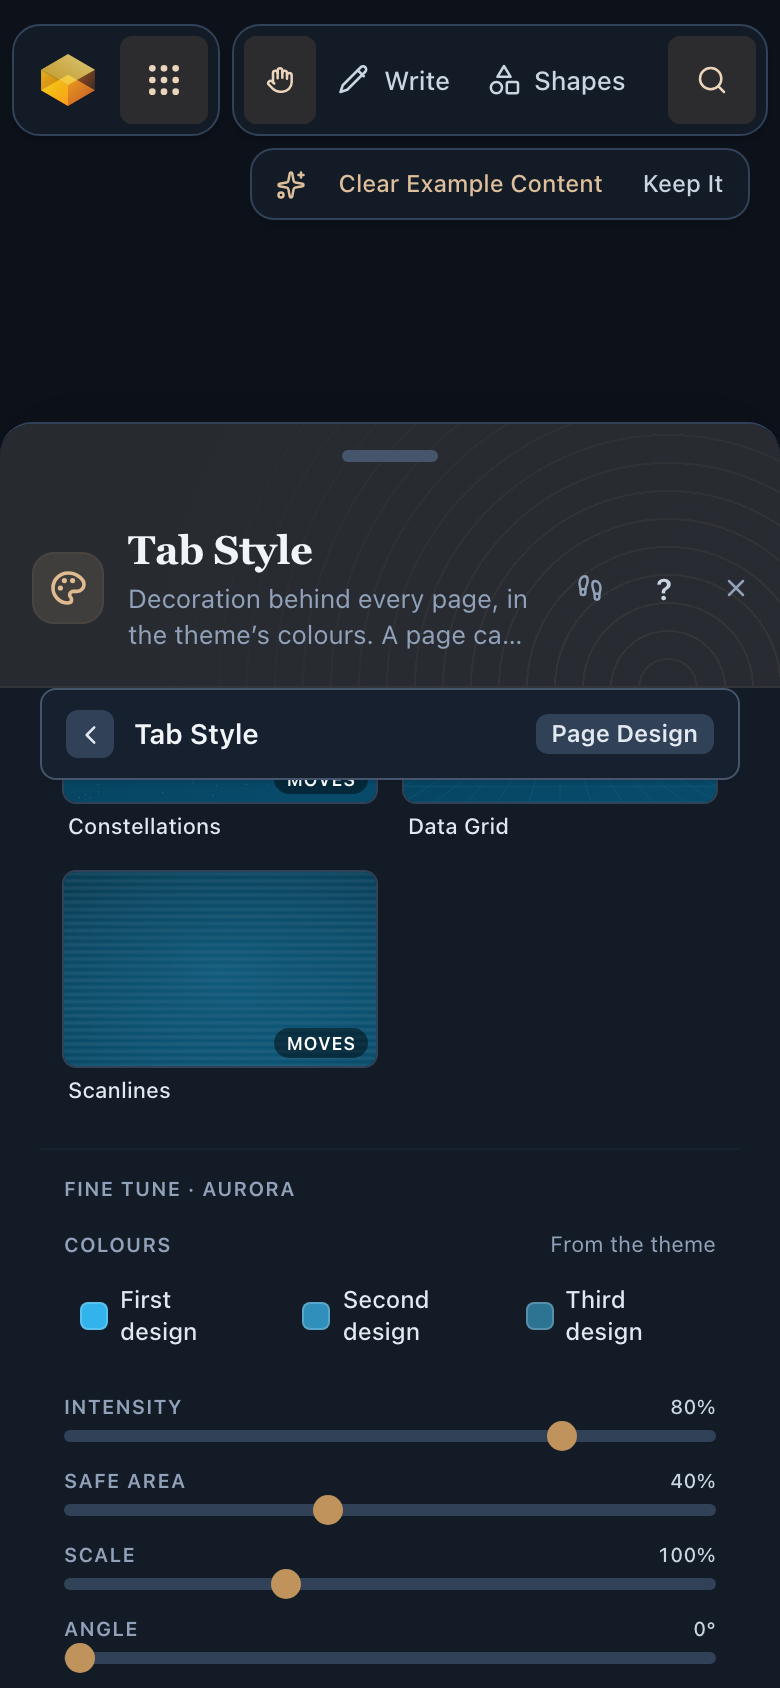 Write
Shapes
Clear Example Content
Keep It
Tab Style
Decoration behind every page, in
the theme’s colours. A page ca...
?
Tab Style
Page Design
MOVES
Constellations
Data Grid
MOVES
Scanlines
FINE TUNE · AURORA
COLOURS
From the theme
First
design
Second
design
Third
design
INTENSITY
80%
SAFE AREA
40%
SCALE
100%
ANGLE
0°